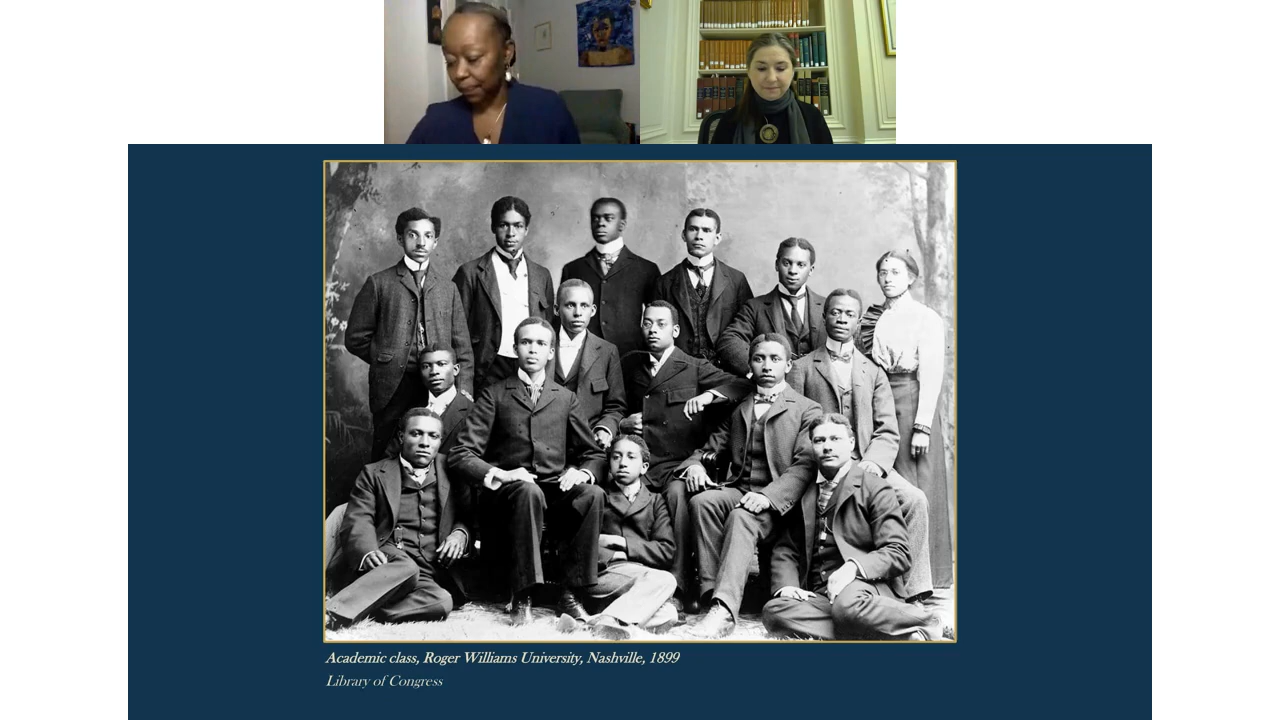 Academic class, Roger Williams University, Nashville, 1899
Library of Congress